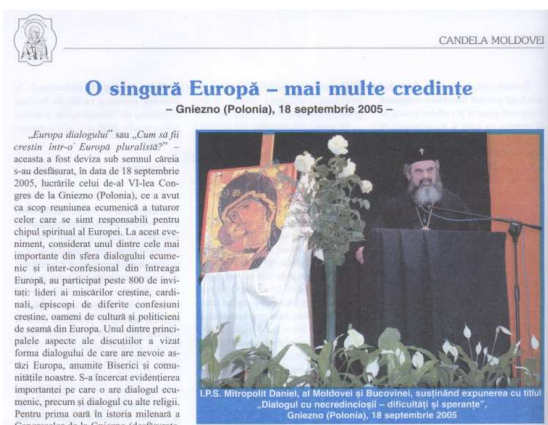 CANDELA MOLDOVEI
O singură Europă – mai multe credințe
– Gniezno (Polonia), 18 septembrie 2005 –
„Europa dialogului” sau „Cum să fii
creștin într-o Europă pluralistă?” –
aceasta a fost deviza sub semnul căreia
s-au desfășurat, în data de 18 septembrie
2005, lucrările celui de-al VI-lea Con-
gres de la Gniezno (Polonia), ce a avut
ca scop reuniunea ecumenică a tuturor
celor care se simt responsabili pentru
chipul spiritual al Europei. La acest eve-
niment, considerat unul dintre cele mai
importante din sfera dialogului ecume-
nic și inter-confesional din întreaga
Europă, au participat peste 800 de invi-
tați: lideri ai mișcărilor creștine, cardi-
nali, episcopi de diferite confesiuni
creștine, oameni de cultură și politicieni
de seamă din Europa. Unul dintre princi-
palele aspecte ale discuțiilor a vizat
forma dialogului de care are nevoie as-
tăzi Europa, anumite Biserici și comu-
nitățile noastre. S-a încercat evidențierea
importanței pe care o are dialogul ecu-
menic, precum și dialogul cu alte religii.
Pentru prima oară în istoria milenară a
I.P.S. Mitropolit Daniel, al Moldovei și Bucovinei, susținând expunerea cu titlul
„Dialogul cu necredincioșii – dificultăți și speranțe”,
Gniezno (Polonia), 18 septembrie 2005